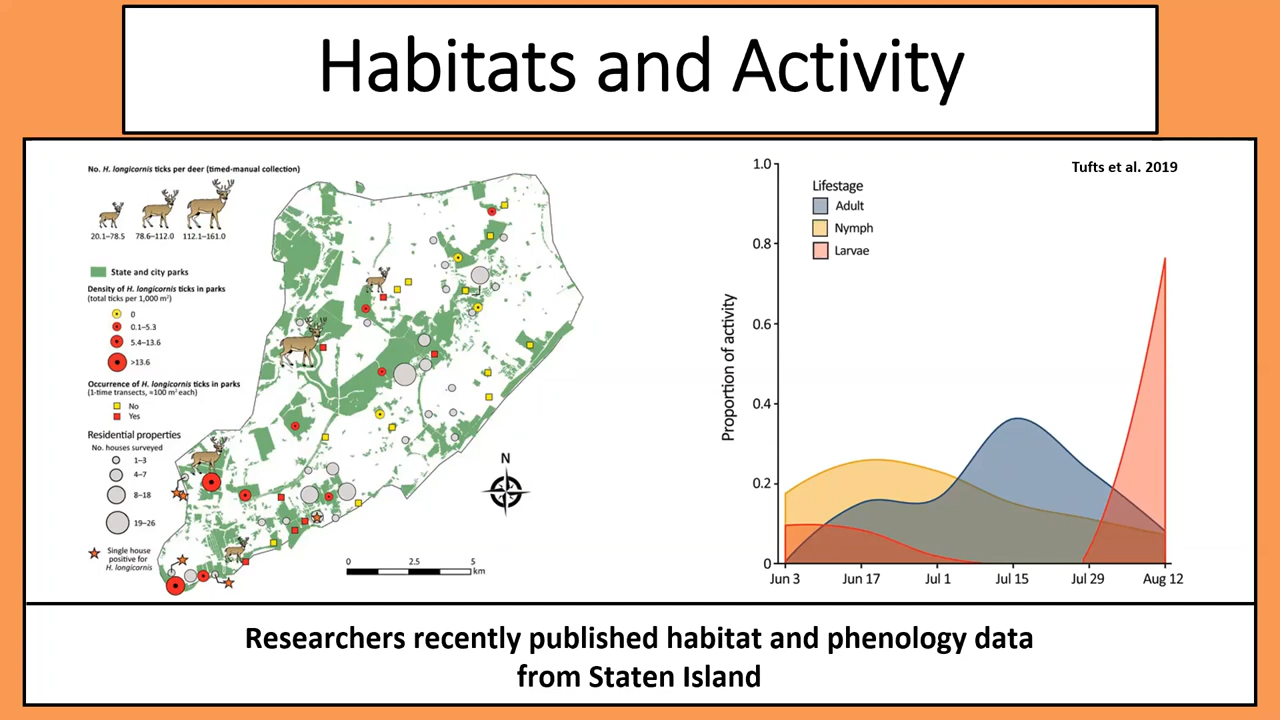 Habitats and Activity
No. H. longicornis ticks per deer (timed-manual collection)
20.1–78.5 78.6–112.0 112.1–161.0
State and city parks
Density of H. longicornis ticks in parks
(total ticks per 1,000 m²)
0
0.1–5.3
5.4–13.6
>13.6
Occurrence of H. longicornis ticks in parks
(1-time transects, ≈100 m² each)
No
Yes
Residential properties
No. houses surveyed
1–3
4–7
8–18
19–26
Single house
positive for
H. longicornis
N
0 2.5 5
km
Tufts et al. 2019
Lifestage
Adult
Nymph
Larvae
Proportion of activity
1.0
0.8
0.6
0.4
0.2
0
Jun 3 Jun 17 Jul 1 Jul 15 Jul 29 Aug 12
Researchers recently published habitat and phenology data
from Staten Island